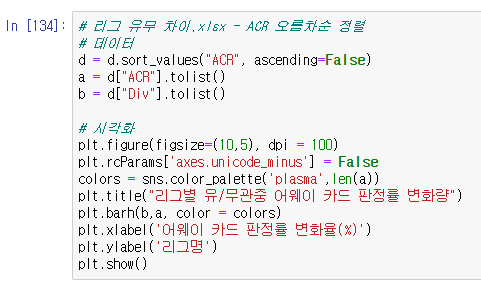 In [134]: # 리그 유무 차이.xlsx - ACR 오름차순 정렬
# 데이터
d = d.sort_values("ACR", ascending=False)
a = d["ACR"].tolist()
b = d["Div"].tolist()
# 시각화
plt.figure(figsize=(10,5), dpi = 100)
plt.rcParams['axes.unicode_minus'] = False
colors = sns.color_palette('plasma',len(a))
plt.title("리그별 유/무관중 어웨이 카드 판정률 변화량")
plt.barh(b,a, color = colors)
plt.xlabel('어웨이 카드 판정률 변화율(%)')
plt.ylabel('리그명')
plt.show()